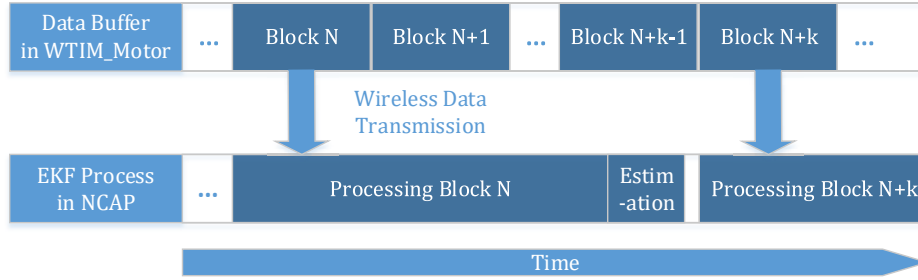 Data Buffer
in WTIM_Motor
...
Block N
Block N+1
...
Block N+k-1
Block N+k
...
Wireless Data
Transmission
EKF Process
in NCAP
...
Processing Block N
Estim
-ation
Processing Block N+k
Time